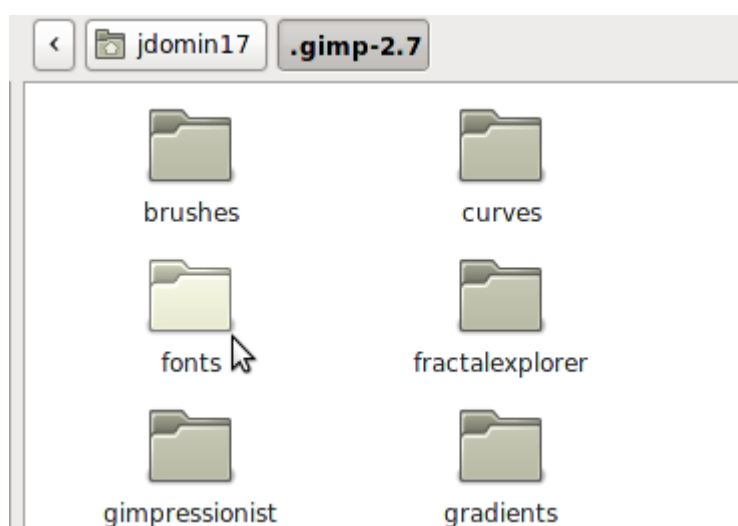 jdomin17 .gimp-2.7
brushes curves
fonts fractalexplorer
gimpressionist gradients